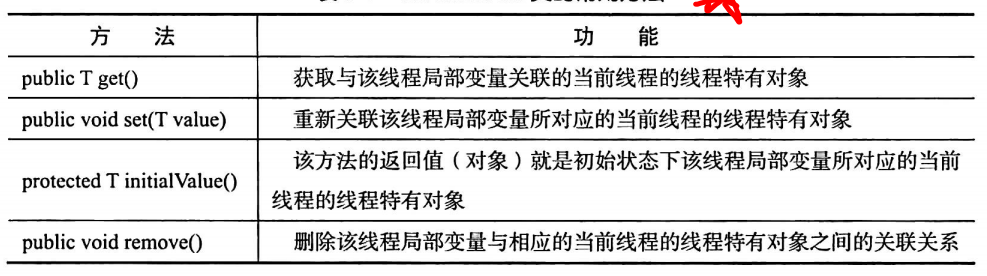 方 法 功 能
public T get() 获取与该线程局部变量关联的当前线程的线程特有对象
public void set(T value) 重新关联该线程局部变量所对应的当前线程的线程特有对象
protected T initialValue() 该方法的返回值（对象）就是初始状态下该线程局部变量所对应的当前
线程的线程特有对象
public void remove() 删除该线程局部变量与相应的当前线程的线程特有对象之间的关联关系